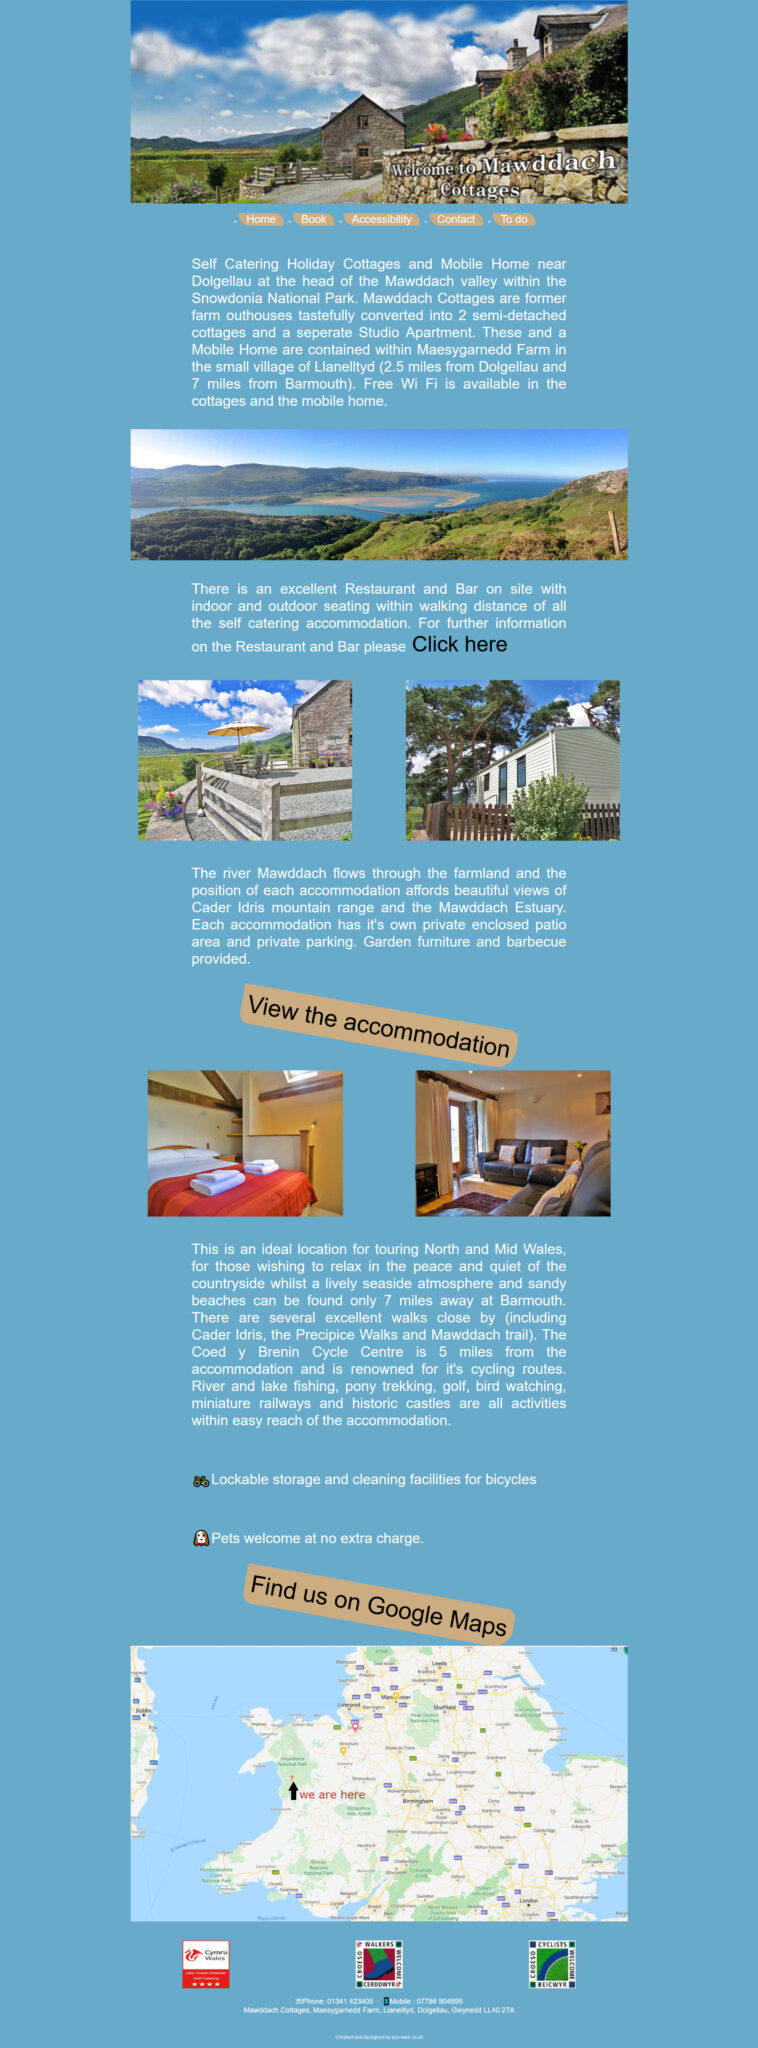 Welcome to Mawddach
Cottages
Home
Book
Accessibility
Contact
To do
Self Catering Holiday Cottages and Mobile Home near
Dolgellau at the head of the Mawddach valley within the
Snowdonia National Park. Mawddach Cottages are former
farm outhouses tastefully converted into 2 semi-detached
cottages and a seperate Studio Apartment. These and a
Mobile Home are contained within Maesygarnedd Farm in
the small village of Llanelltyd (2.5 miles from Dolgellau and
7 miles from Barmouth). Free Wi Fi is available in the
cottages and the mobile home.
There is an excellent Restaurant and Bar on site with
indoor and outdoor seating within walking distance of all
the self catering accommodation. For further information
on the Restaurant and Bar please Click here
The river Mawddach flows through the farmland and the
position of each accommodation affords beautiful views of
Cader Idris mountain range and the Mawddach Estuary.
Each accommodation has it's own private enclosed patio
area and private parking. Garden furniture and barbecue
provided.
View the accommodation
This is an ideal location for touring North and Mid Wales,
for those wishing to relax in the peace and quiet of the
countryside whilst a lively seaside atmosphere and sandy
beaches can be found only 7 miles away at Barmouth.
There are several excellent walks close by (including
Cader Idris, the Precipice Walks and Mawddach trail). The
Coed y Brenin Cycle Centre is 5 miles from the
accommodation and is renowned for it's cycling routes.
River and lake fishing, pony trekking, golf, bird watching,
miniature railways and historic castles are all activities
within easy reach of the accommodation.
Lockable storage and cleaning facilities for bicycles
Pets welcome at no extra charge.
Find us on Google Maps
Leeds
Liverpool
Manchester
Sheffield
Dublin
Wrexham
Stoke-on-Trent
Nottingham
Shrewsbury
Birmingham
we are here
Shropshire
Hills AONB
Coventry
Cambridge
Oxford
Swindon
London
Cymru
Wales
WALKERS
CROESO
WELCOME
CERDDWYR
CYCLISTS
CROESO
WELCOME
BEICWYR
Phone: 01341 423405 Mobile : 07786 904895
Mawddach Cottages, Maesygarnedd Farm, Llanelltyd, Dolgellau, Gwynedd LL40 2TA
Created and designed by acs-web.co.uk